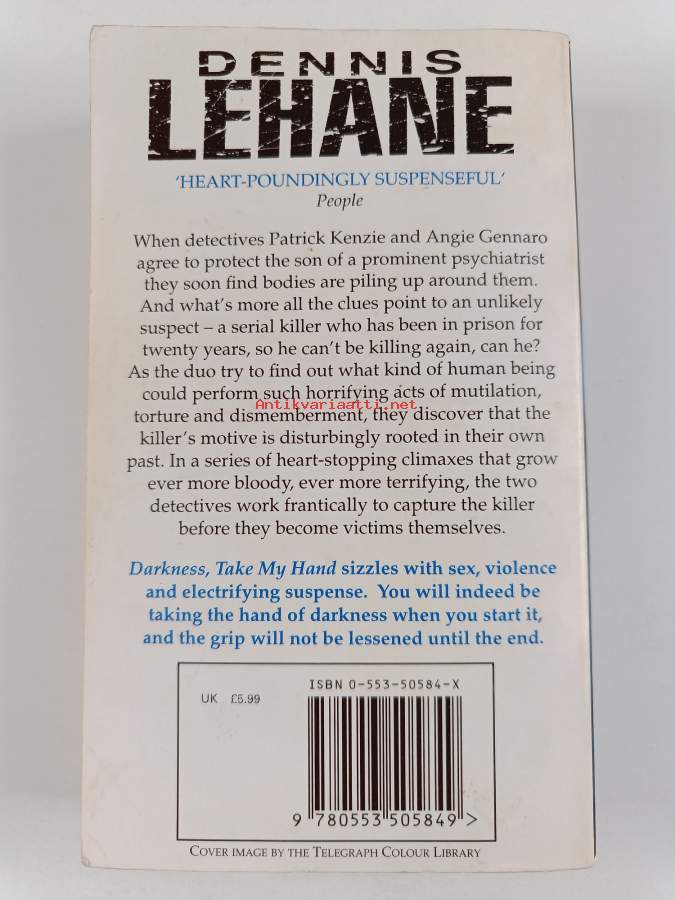 DENNIS
LEHANE
'HEART-POUNDINGLY SUSPENSEFUL'
People
When detectives Patrick Kenzie and Angie Gennaro
agree to protect the son of a prominent psychiatrist
they soon find bodies are piling up around them.
And what's more all the clues point to an unlikely
suspect – a serial killer who has been in prison for
twenty years, so he can't be killing again, can he?
As the duo try to find out what kind of human being
could perform such horrifying acts of mutilation,
Antikvariaatti.net
torture and dismemberment, they discover that the
killer's motive is disturbingly rooted in their own
past. In a series of heart-stopping climaxes that grow
ever more bloody, ever more terrifying, the two
detectives work frantically to capture the killer
before they become victims themselves.
Darkness, Take My Hand sizzles with sex, violence
and electrifying suspense. You will indeed be
taking the hand of darkness when you start it,
and the grip will not be lessened until the end.
ISBN 0-553-50584-X
UK £5.99
9 780553 505849 >
COVER IMAGE BY THE TELEGRAPH COLOUR LIBRARY